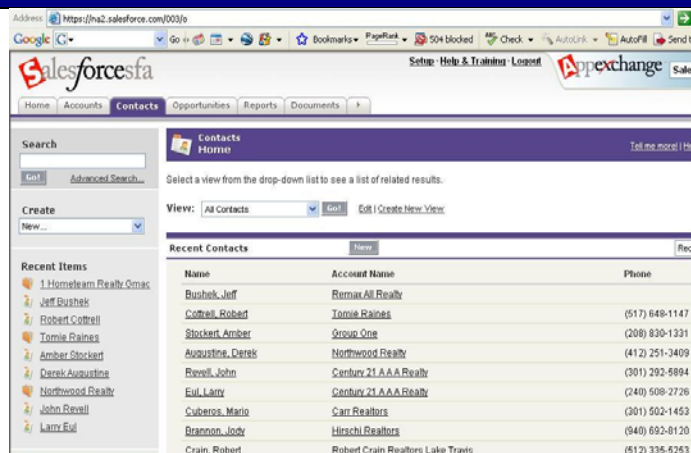 Address https://na2.salesforce.com/003/o
Google G Go Bookmarks PageRank 504 blocked Check AutoLink AutoFill Send t
Salesforcesfa
Setup · Help & Training · Logout
Appexchange Sale
Home Accounts Contacts Opportunities Reports Documents
Search
Go! Advanced Search...
Create
New...
Recent Items
1 Hometeam Realty Gmac
Jeff Bushek
Robert Cottrell
Tomie Raines
Amber Stockert
Derek Augustine
Northwood Realty
John Revell
Larry Eul
Contacts
Home
Tell me more! | He
Select a view from the drop-down list to see a list of related results.
View: All Contacts Go! Edit | Create New View
Recent Contacts New Rec
Name Account Name Phone
Bushek, Jeff Remax All Realty
Cottrell, Robert Tomie Raines (517) 648-1147
Stockert, Amber Group One (208) 830-1331
Augustine, Derek Northwood Realty (412) 251-3409
Revell, John Century 21 A A A Realty (301) 292-5894
Eul, Larry Century 21 A A A Realty (240) 508-2726
Cuberos, Mario Carr Realtors (301) 502-1453
Brannon, Jody Hirschi Realtors (940) 692-8120
Crain, Robert Robert Crain Realtors Lake Travis (512) 335-5253